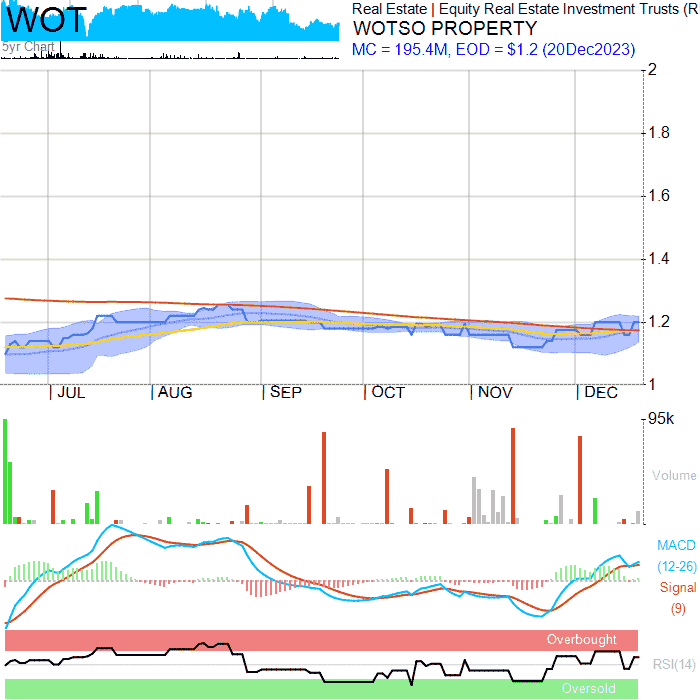 WOT
5yr Chart
Real Estate | Equity Real Estate Investment Trusts (R
WOTSO PROPERTY
MC = 195.4M, EOD = $1.2 (20Dec2023)
2
1.8
1.6
1.4
1.2
1
JUL AUG SEP OCT NOV DEC
95k
Volume
MACD
(12-26)
Signal
(9)
Overbought
RSI(14)
Oversold